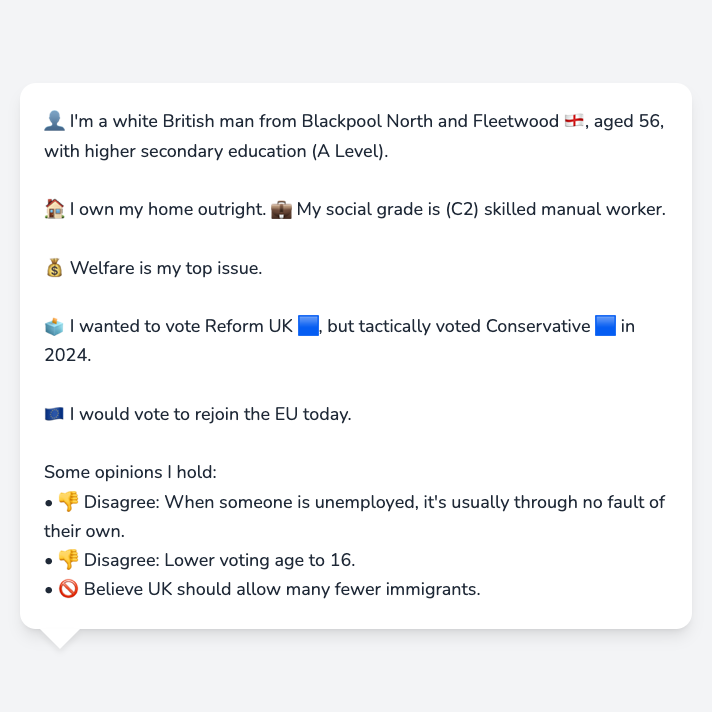 👤 I'm a white British man from Blackpool North and Fleetwood 🏴󠁧󠁢󠁥󠁮󠁧󠁿, aged 56,
with higher secondary education (A Level).
🏠 I own my home outright. 💼 My social grade is (C2) skilled manual worker.
💰 Welfare is my top issue.
🗳️ I wanted to vote Reform UK 🟦, but tactically voted Conservative 🟦 in
2024.
🇪🇺 I would vote to rejoin the EU today.
Some opinions I hold:
• 👎 Disagree: When someone is unemployed, it's usually through no fault of
their own.
• 👎 Disagree: Lower voting age to 16.
• 🚫 Believe UK should allow many fewer immigrants.